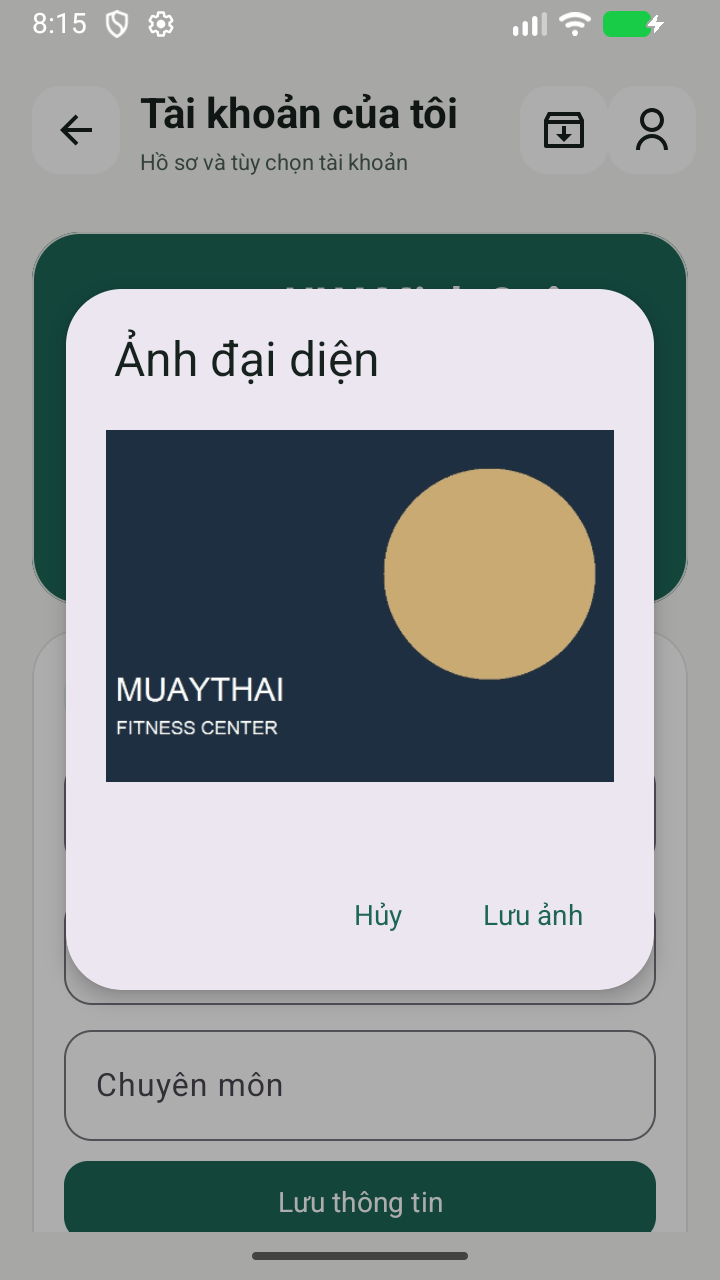 8:15
Tài khoản của tôi
Hồ sơ và tùy chọn tài khoản
Ảnh đại diện
MUAYTHAI
FITNESS CENTER
Hủy
Lưu ảnh
Chuyên môn
Lưu thông tin